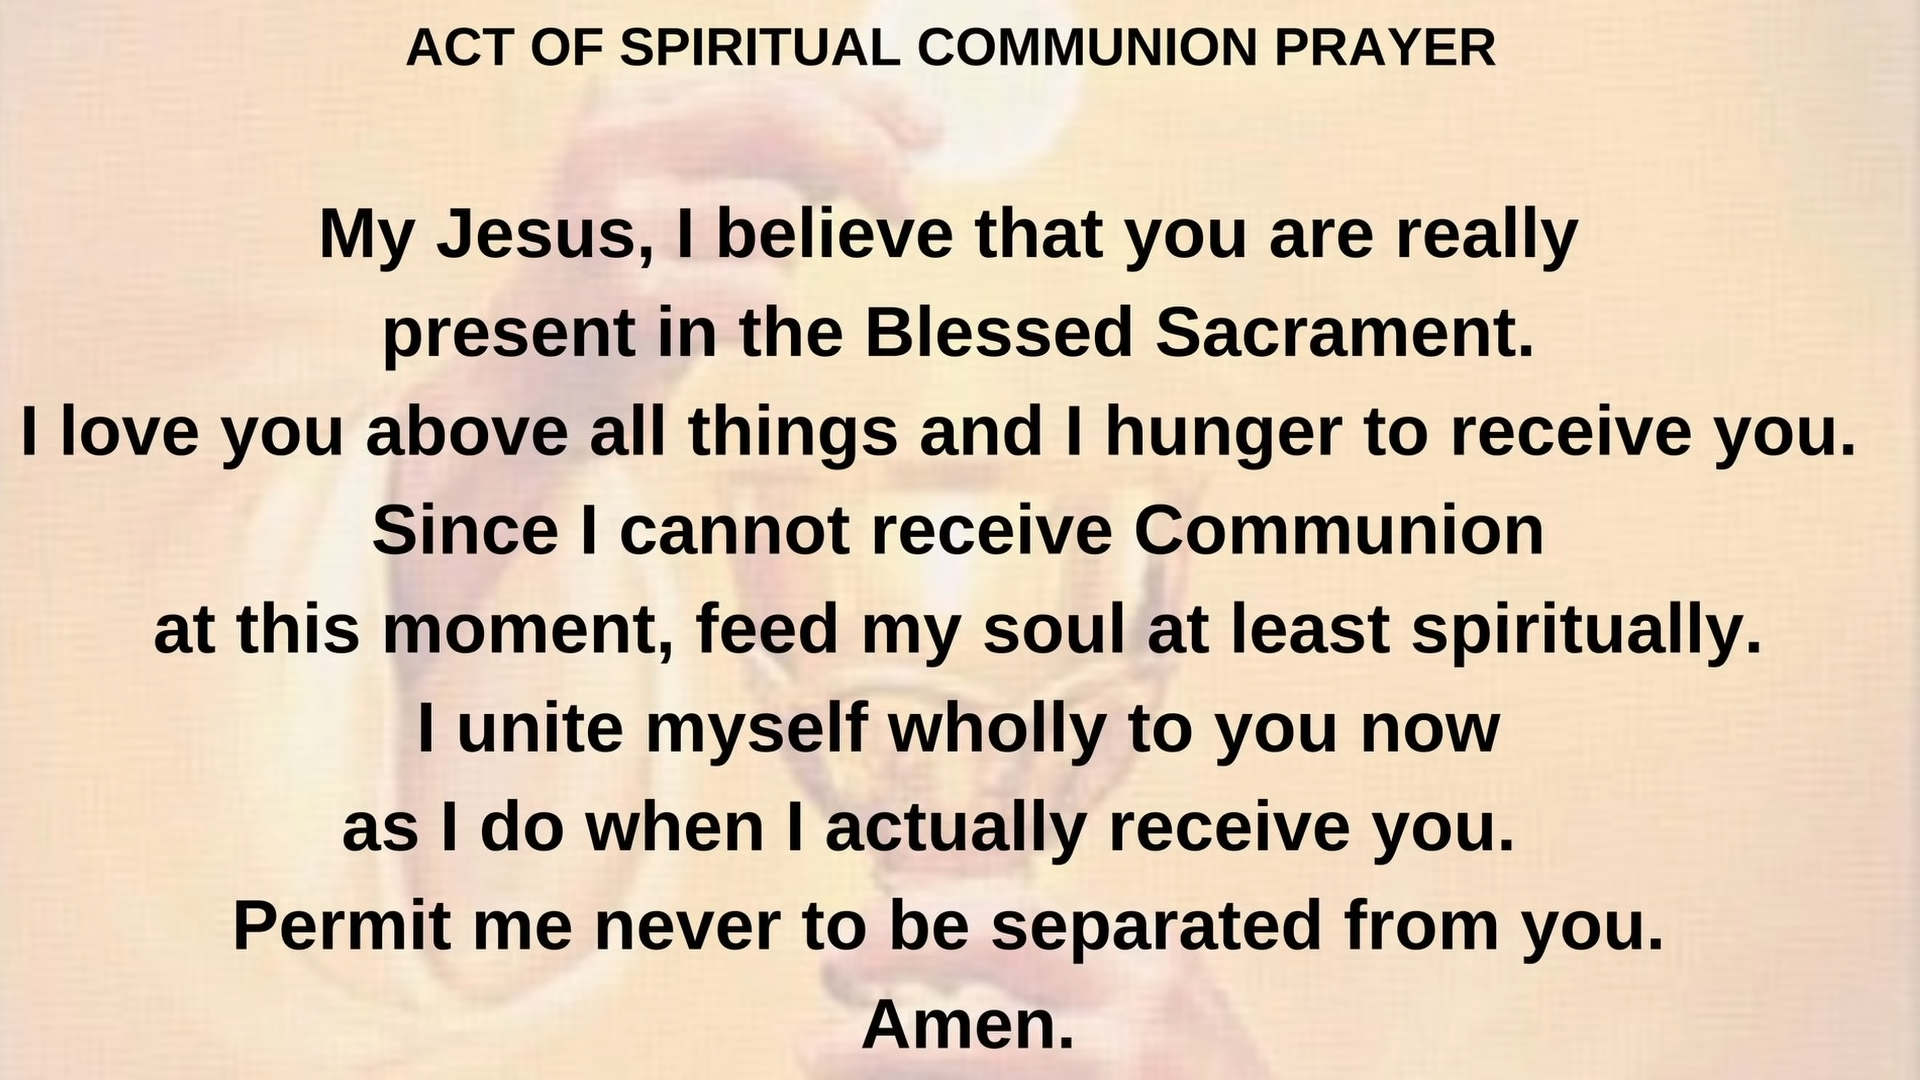 ACT OF SPIRITUAL COMMUNION PRAYER
My Jesus, I believe that you are really
present in the Blessed Sacrament.
I love you above all things and I hunger to receive you.
Since I cannot receive Communion
at this moment, feed my soul at least spiritually.
I unite myself wholly to you now
as I do when I actually receive you.
Permit me never to be separated from you.
Amen.